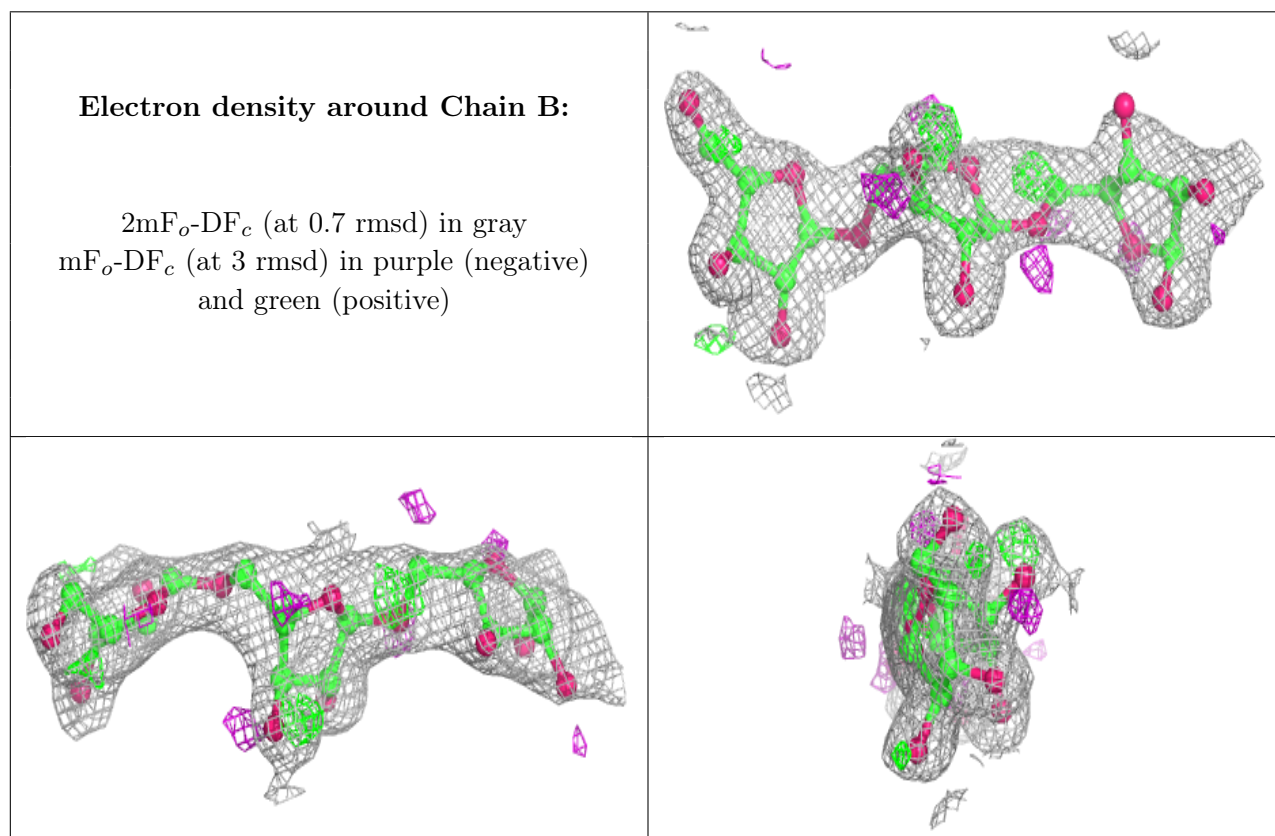 Electron density around Chain B:
2mFₒ-DF𝒸 (at 0.7 rmsd) in gray
mFₒ-DF𝒸 (at 3 rmsd) in purple (negative)
and green (positive)